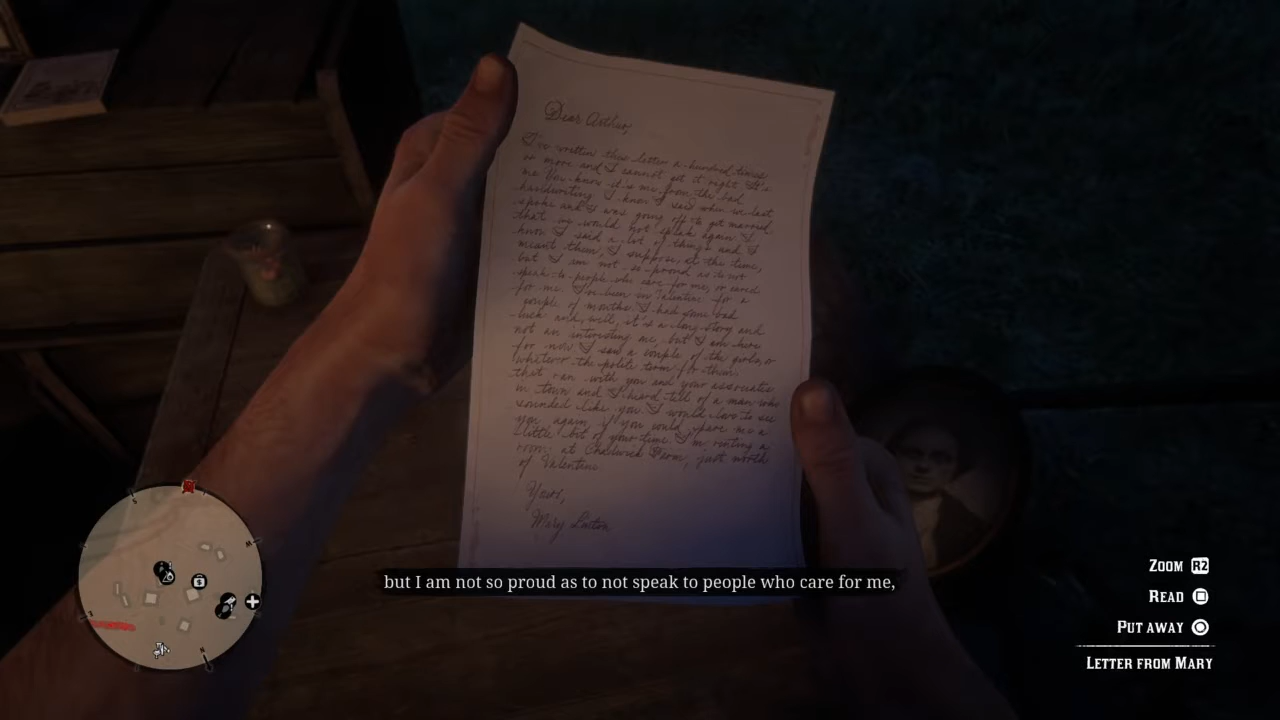 Dear Arthur,
I've written this letter a hundred times
or more and I cannot get it right. It's
me. You know it is me from the bad
handwriting. I know I said when we last
spoke and I was going off to get married
that we would not speak again. I
know I said a lot of things and I
meant them, I suppose, at the time,
but I am not so proud as to not
speak to people who care for me, or cared
for me. I've been in Valentine for a
couple of months. I had some bad
luck and, well, it's a long story and
not an interesting one, but I am here
for now. I saw a couple of the girls, or
whatever the polite term for them,
that ran with you and your associates
in town and I heard tell of a man who
sounded like you. I would love to see
you again if you would spare me a
little bit of your time. I'm renting a
room at Chadwick Farm, just north
of Valentine
Yours,
Mary Linton
but I am not so proud as to not speak to people who care for me,
ZOOM R2
READ
PUT AWAY
LETTER FROM MARY